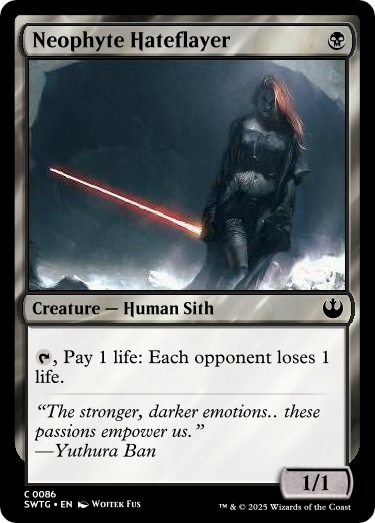 Neophyte Hateflayer
Creature — Human Sith
, Pay 1 life: Each opponent loses 1
life.
“The stronger, darker emotions.. these
passions empower us.”
—Yuthura Ban
1/1
C 0086
SWTG • EN Wojtek Fus
™ & © 2025 Wizards of the Coast